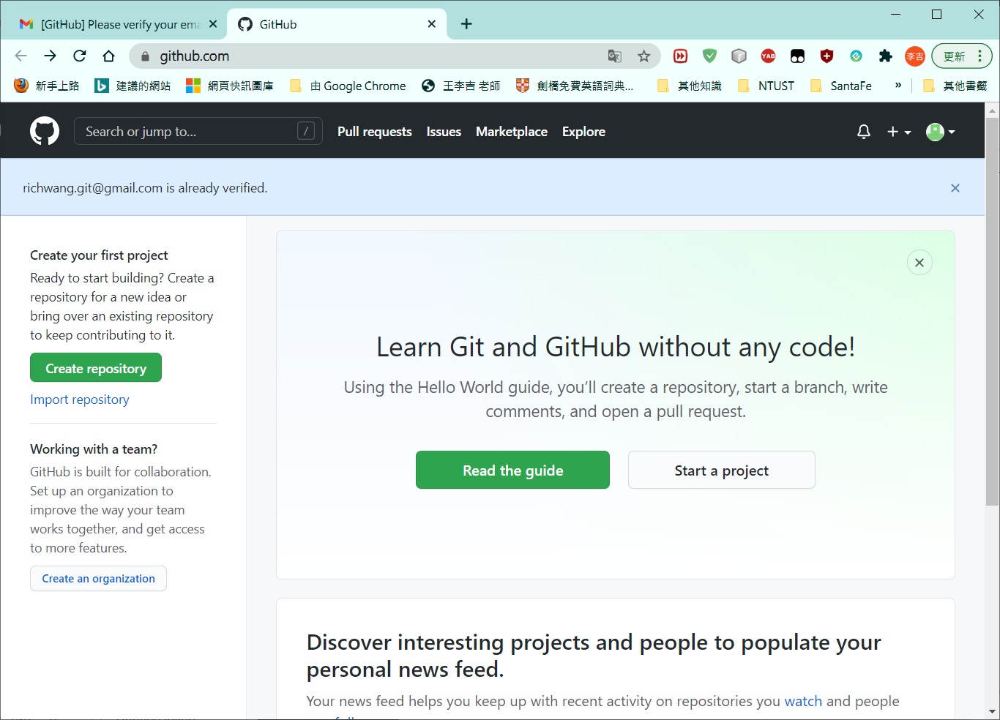 [GitHub] Please verify your ema
GitHub
github.com
YAB
李吉
更新
新手上路
建議的網站
網頁快訊圖庫
由 Google Chrome
王李吉 老師
劍橋免費英語詞典...
其他知識
NTUST
SantaFe
»
其他書籤
Search or jump to...
/
Pull requests
Issues
Marketplace
Explore
richwang.git@gmail.com is already verified.
Create your first project
Ready to start building? Create a
repository for a new idea or
bring over an existing repository
to keep contributing to it.
Create repository
Import repository
Working with a team?
GitHub is built for collaboration.
Set up an organization to
improve the way your team
works together, and get access
to more features.
Create an organization
Learn Git and GitHub without any code!
Using the Hello World guide, you’ll create a repository, start a branch, write
comments, and open a pull request.
Read the guide
Start a project
Discover interesting projects and people to populate your
personal news feed.
Your news feed helps you keep up with recent activity on repositories you watch and people